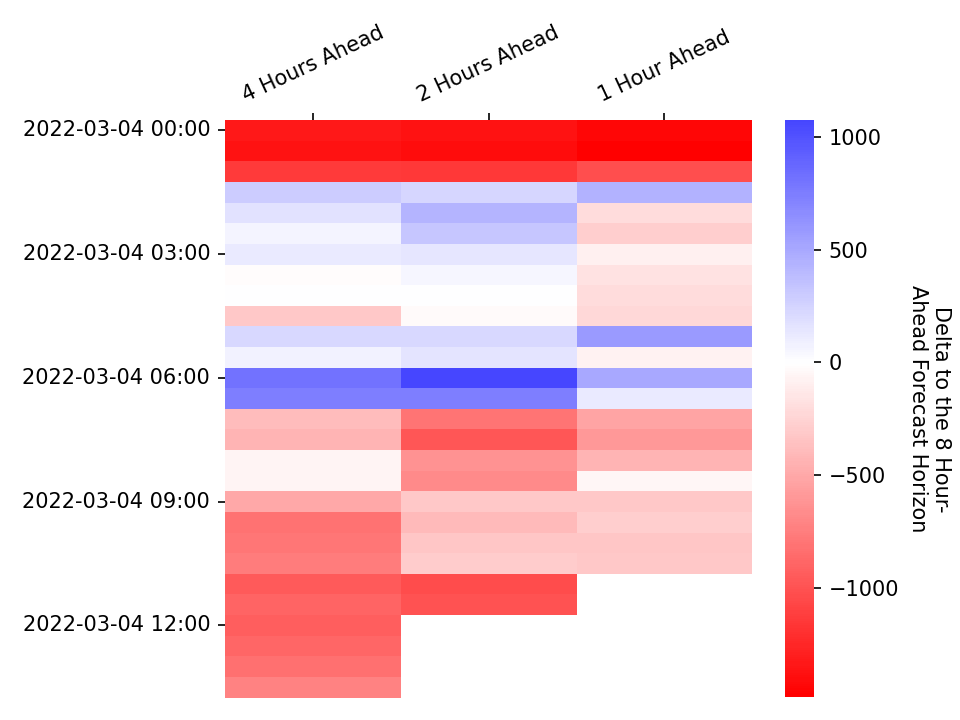 4 Hours Ahead
2 Hours Ahead
1 Hour Ahead
2022-03-04 00:00
2022-03-04 03:00
2022-03-04 06:00
2022-03-04 09:00
2022-03-04 12:00
1000
500
0
−500
−1000
Delta to the 8 Hour-
Ahead Forecast Horizon